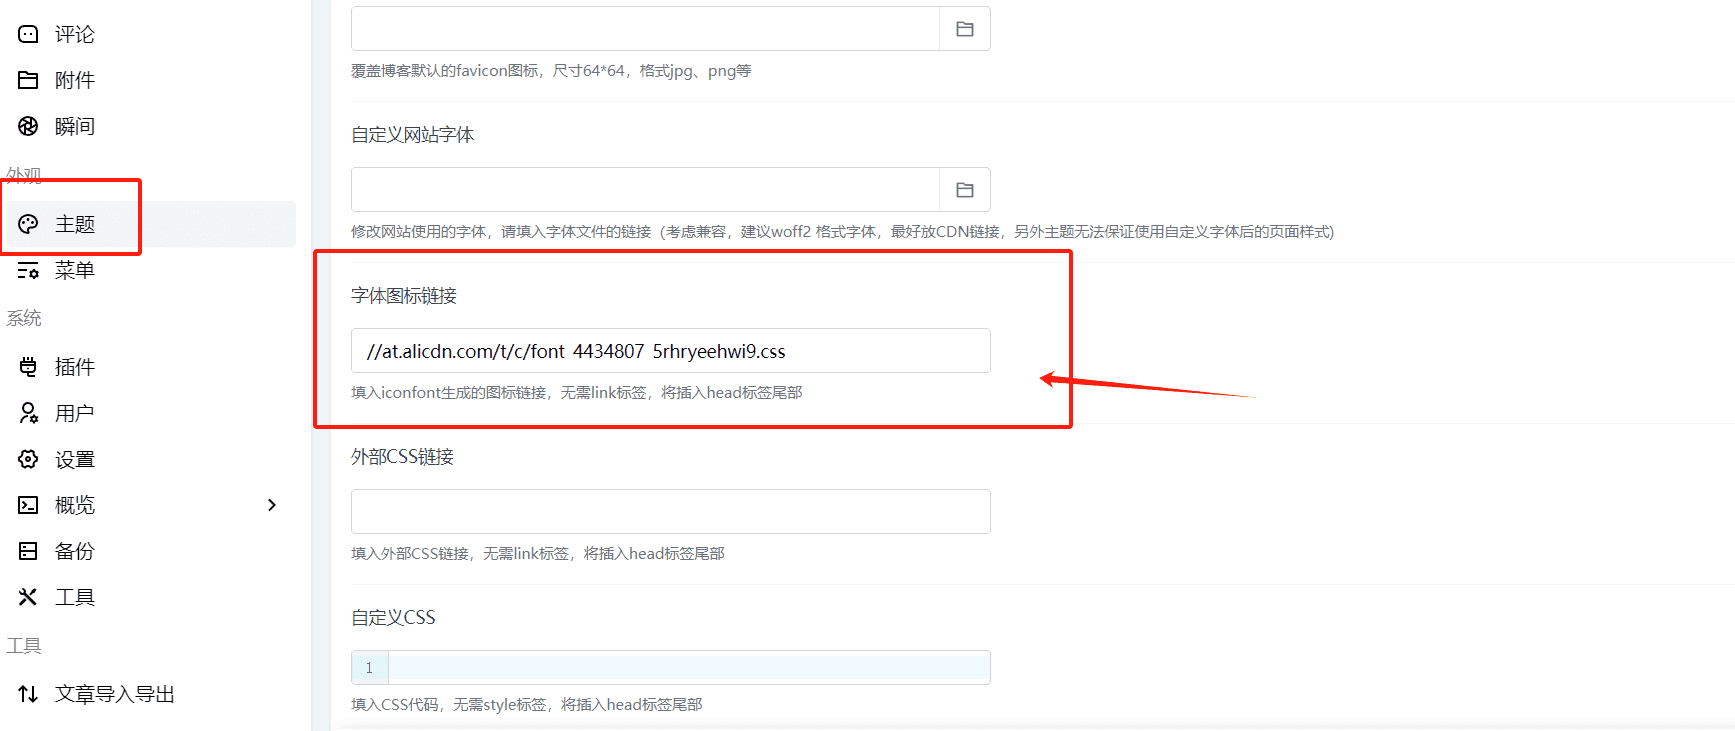 评论
附件
瞬间
外观
主题
菜单
系统
插件
用户
设置
概览
备份
工具
工具
文章导入导出
覆盖博客默认的favicon图标，尺寸64*64，格式jpg、png等
自定义网站字体
修改网站使用的字体，请填入字体文件的链接（考虑兼容，建议woff2 格式字体，最好放CDN链接，另外主题无法保证使用自定义字体后的页面样式)
字体图标链接
//at.alicdn.com/t/c/font_4434807_5rhryeehwi9.css
填入iconfont生成的图标链接，无需link标签，将插入head标签尾部
外部CSS链接
填入外部CSS链接，无需link标签，将插入head标签尾部
自定义CSS
1
填入CSS代码，无需style标签，将插入head标签尾部